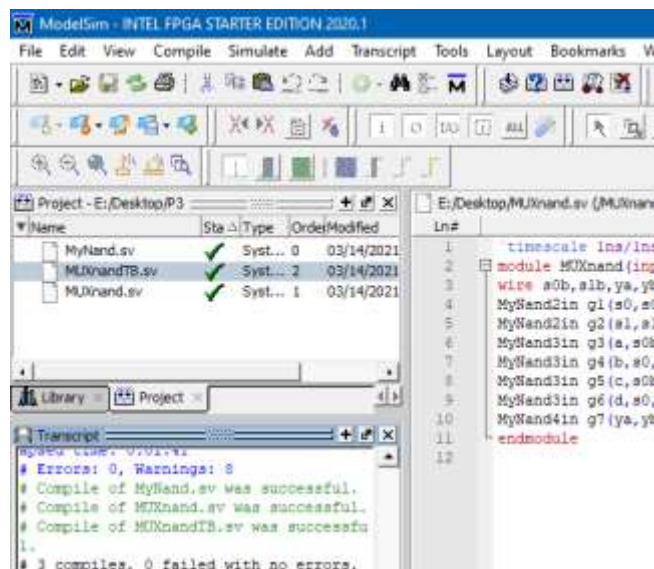 ModelSim - INTEL FPGA STARTER EDITION 2020.1
File Edit View Compile Simulate Add Transcript Tools Layout Bookmarks W
Project - E:/Desktop/P3
Name Sta Type Order Modified
MyNand.sv Syst... 0 03/14/2021
MUXnandTB.sv Syst... 2 03/14/2021
MUXnand.sv Syst... 1 03/14/2021
Library Project
Transcript
# Errors: 0, Warnings: 8
# Compile of MyNand.sv was successful.
# Compile of MUXnand.sv was successful.
# Compile of MUXnandTB.sv was successfu
l.
# 3 compiles, 0 failed with no errors.
E:/Desktop/MUXnand.sv (/MUXnan
Ln#
1 `timescale 1ns/1ns
2 module MUXnand(inp
3 wire s0b,s1b,ya,yb
4 MyNand2in g1(s0,s0
5 MyNand2in g2(s1,s1
6 MyNand3in g3(a,s0b
7 MyNand3in g4(b,s0,
8 MyNand3in g5(c,s0b
9 MyNand3in g6(d,s0,
10 MyNand4in g7(ya,yb
11 endmodule
12